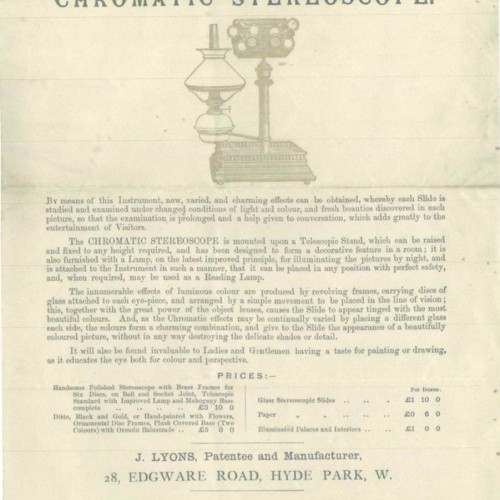 CHROMATIC STEREOSCOPE.
BY means of this Instrument, new, varied, and charming effects can be obtained, whereby each Slide is
studied and examined under changed conditions of light and colour, and fresh beauties discovered in each
picture, so that the examination is prolonged and a help given to conversation, which adds greatly to the
entertainment of Visitors.
The CHROMATIC STEREOSCOPE is mounted upon a Telescopic Stand, which can be raised
and fixed to any height required, and has been designed to form a decorative feature in a room; it is
also furnished with a Lamp, on the latest improved principle, for illuminating the pictures by night, and
is attached to the Instrument in such a manner, that it can be placed in any position with perfect safety,
and, when required, may be used as a Reading Lamp.
The innumerable effects of luminous colour are produced by revolving frames, carrying discs of
glass attached to each eye-piece, and arranged by a simple movement to be placed in the line of vision;
this, together with the great power of the object lenses, causes the Slide to appear tinged with the most
beautiful colours. And, as the Chromatic effects may be continually varied by placing a different glass
each side, the colours form a charming combination, and give to the Slide the appearance of a beautifully
coloured picture, without in any way destroying the delicate shades or detail.
It will also be found invaluable to Ladies and Gentlemen having a taste for painting or drawing,
as it educates the eye both for colour and perspective.
PRICES:—
Handsome Polished Stereoscope with Brass Frames for
Six Discs, on Ball and Socket Joint, Telescopic
Standard with Improved Lamp and Mahogany Base
complete .. .. .. .. £3 10 0
Ditto, Black and Gold, or Hand-painted with Flowers,
Ornamental Disc Frames, Plush Covered Base (Two
Colours) with Ormolu Balustrade .. £5 0 0
Per Dozen.
Glass Stereoscopic Slides .. .. .. £1 10 0
Paper „ „ .. .. £0 6 0
Illuminated Palaces and Interiors .. .. £1 0 0
J. LYONS, Patentee and Manufacturer,
28, EDGWARE ROAD, HYDE PARK, W.